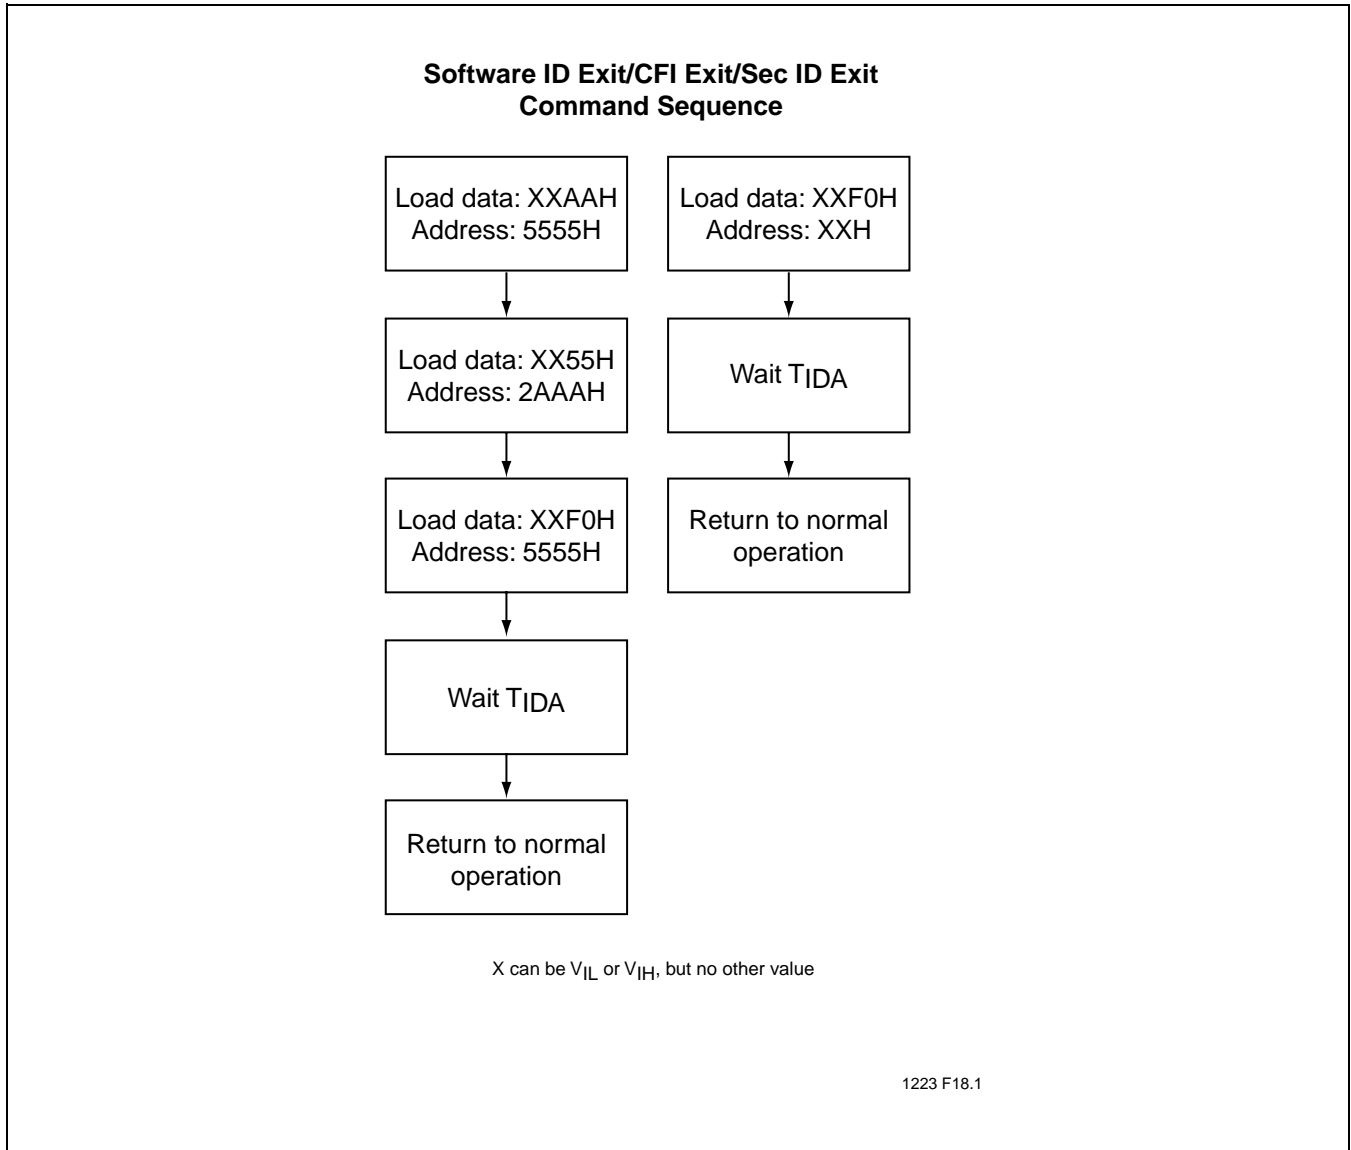 Software ID Exit/CFI Exit/Sec ID Exit
Command Sequence
Load data: XXAAH
Address: 5555H
Load data: XX55H
Address: 2AAAH
Load data: XXF0H
Address: 5555H
Wait TIDA
Return to normal
operation
Load data: XXF0H
Address: XXH
Wait TIDA
Return to normal
operation
X can be VIL or VIH, but no other value
1223 F18.1